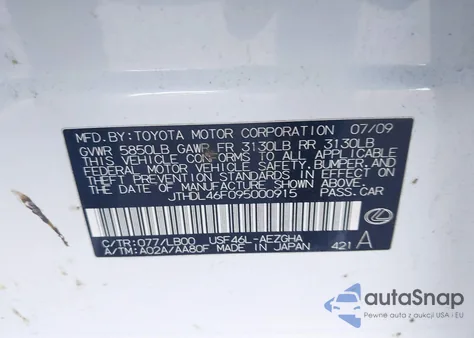 MFD. BY: TOYOTA MOTOR CORPORATION 07/09
GVWR 5850LB GAWR FR 3130LB RR 3130LB
THIS VEHICLE CONFORMS TO ALL APPLICABLE
FEDERAL MOTOR VEHICLE SAFETY, BUMPER, AND
THEFT PREVENTION STANDARDS IN EFFECT ON
THE DATE OF MANUFACTURE SHOWN ABOVE.
JTHDL46F095000915 PASS.CAR
C/TR: 077/LB00 USF46L-AEZGHA
A/TM: A02A/AA80F MADE IN JAPAN 421 A
autoSnap
Pewne auta z aukcji USA i EU